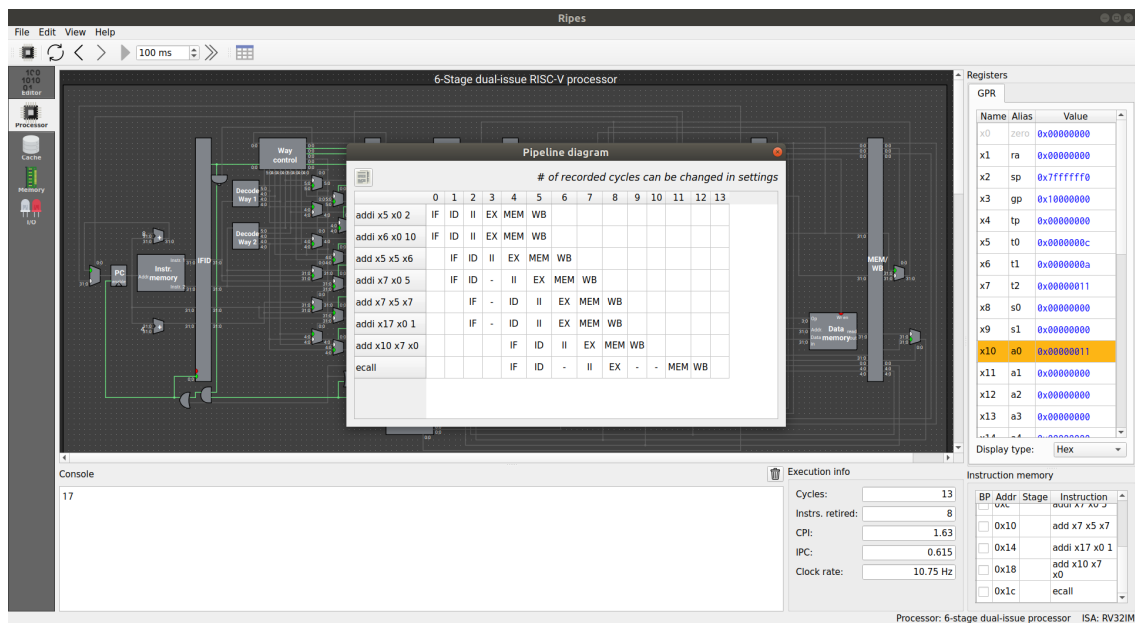 Ripes
File Edit View Help
100 ms
Editor
Processor
Cache
Memory
I/O
6-Stage dual-issue RISC-V processor
Way control
Decode Way 1
Decode Way 2
PC
Instr. memory
IFID
MEM/ WB
Data memory
Pipeline diagram
# of recorded cycles can be changed in settings
0 1 2 3 4 5 6 7 8 9 10 11 12 13
addi x5 x0 2 IF ID II EX MEM WB
addi x6 x0 10 IF ID II EX MEM WB
add x5 x5 x6 IF ID II EX MEM WB
addi x7 x0 5 IF ID - II EX MEM WB
add x7 x5 x7 IF - ID II EX MEM WB
addi x17 x0 1 IF - ID II EX MEM WB
add x10 x7 x0 IF ID II EX MEM WB
ecall IF ID - II EX - - MEM WB
Registers
GPR
Name Alias Value
x0 zero 0x00000000
x1 ra 0x00000000
x2 sp 0x7ffffff0
x3 gp 0x10000000
x4 tp 0x00000000
x5 t0 0x0000000c
x6 t1 0x0000000a
x7 t2 0x00000011
x8 s0 0x00000000
x9 s1 0x00000000
x10 a0 0x00000011
x11 a1 0x00000000
x12 a2 0x00000000
x13 a3 0x00000000
Display type: Hex
Console
17
Execution info
Cycles: 13
Instrs. retired: 8
CPI: 1.63
IPC: 0.615
Clock rate: 10.75 Hz
Instruction memory
BP Addr Stage Instruction
0xc addi x7 x0 5
0x10 add x7 x5 x7
0x14 addi x17 x0 1
0x18 add x10 x7 x0
0x1c ecall
Processor: 6-stage dual-issue processor ISA: RV32IM